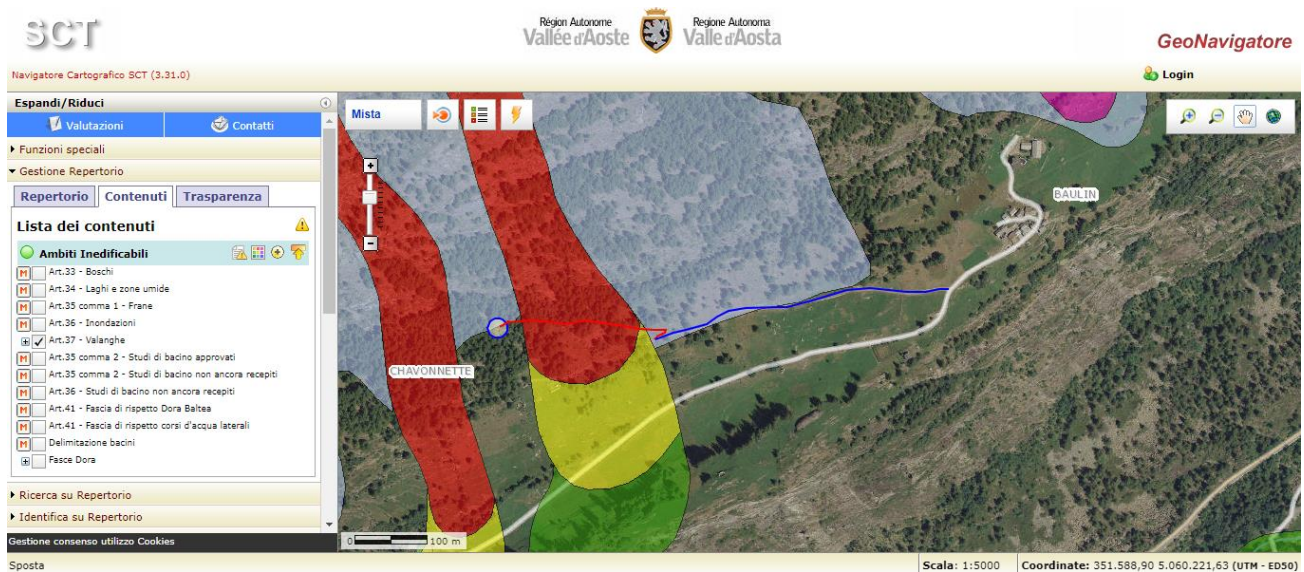 SCT
Région Autonome
Vallée d'Aoste
Regione Autonoma
Valle d'Aosta
GeoNavigatore
Navigatore Cartografico SCT (3.31.0)
Login
Espandi/Riduci
Valutazioni
Contatti
Funzioni speciali
Gestione Repertorio
Repertorio
Contenuti
Trasparenza
Lista dei contenuti
Ambiti Inedificabili
M Art.33 - Boschi
M Art.34 - Laghi e zone umide
M Art.35 comma 1 - Frane
M Art.36 - Inondazioni
Art.37 - Valanghe
M Art.35 comma 2 - Studi di bacino approvati
M Art.35 comma 2 - Studi di bacino non ancora recepiti
M Art.36 - Studi di bacino non ancora recepiti
M Art.41 - Fascia di rispetto Dora Baltea
M Art.41 - Fascia di rispetto corsi d'acqua laterali
M Delimitazione bacini
Fasce Dora
Ricerca su Repertorio
Identifica su Repertorio
Gestione consenso utilizzo Cookies
Sposta
Mista
BAULIN
CHAVONNETTE
0 100 m
Scala: 1:5000
Coordinate: 351.588,90 5.060.221,63 (UTM - ED50)